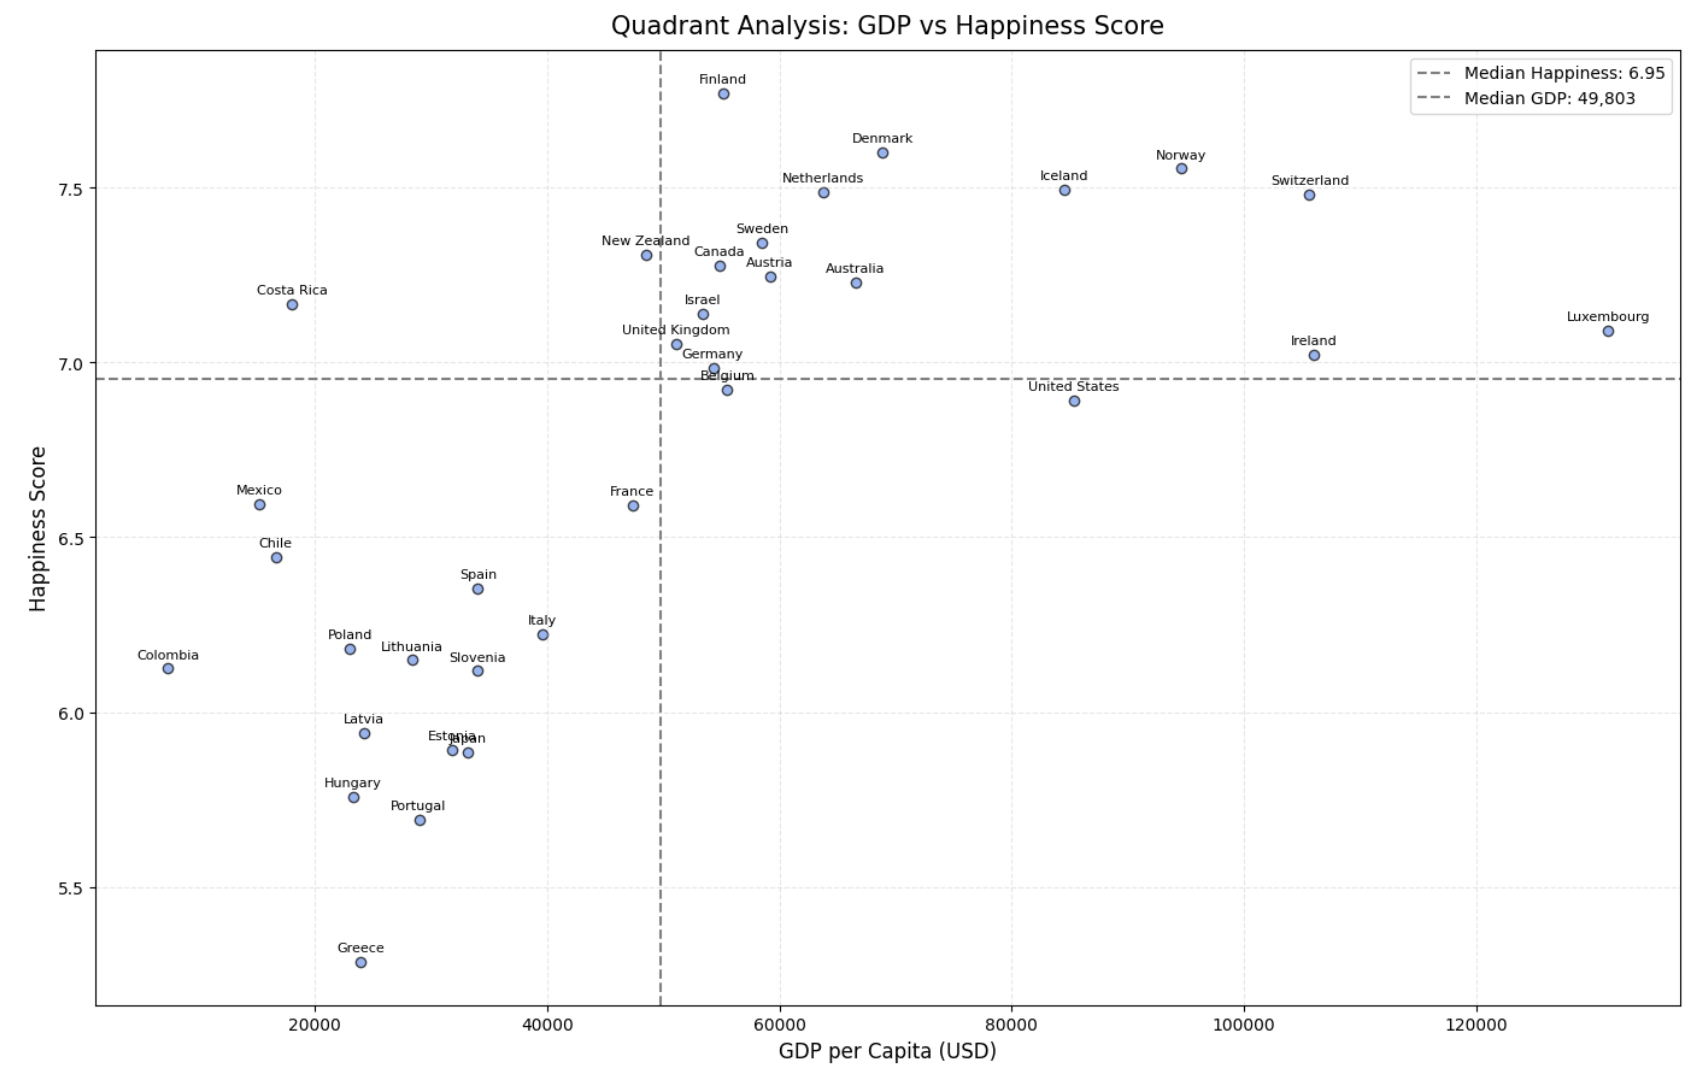 Quadrant Analysis: GDP vs Happiness Score
Median Happiness: 6.95
Median GDP: 49,803
Finland
Denmark
Norway
Netherlands
Iceland
Switzerland
Sweden
New Zealand
Canada
Austria
Australia
Costa Rica
Israel
Luxembourg
United Kingdom
Ireland
Germany
Belgium
United States
Mexico
France
Chile
Spain
Italy
Poland
Lithuania
Colombia
Slovenia
Latvia
Estonia
Japan
Hungary
Portugal
Greece
7.5
7.0
6.5
6.0
5.5
Happiness Score
20000
40000
60000
80000
100000
120000
GDP per Capita (USD)